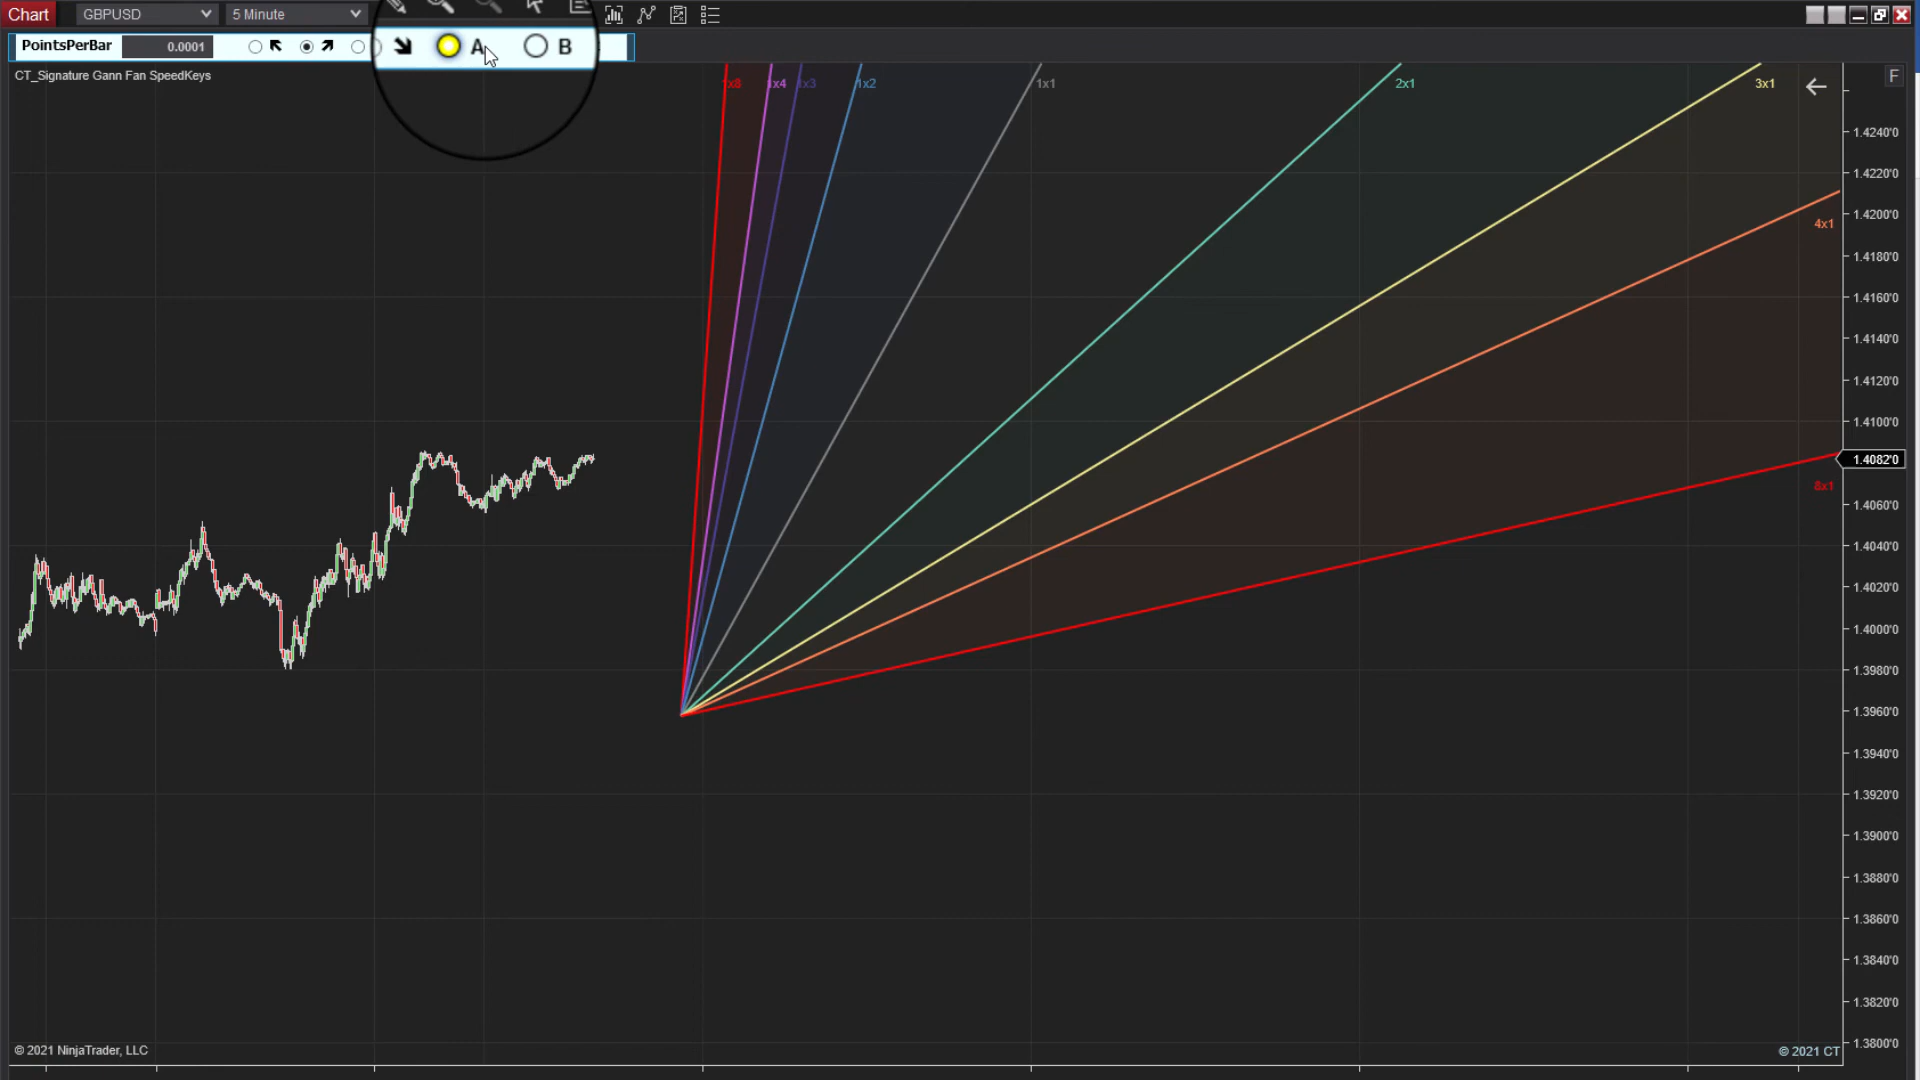 Chart GBPUSD 5 Minute
PointsPerBar 0.0001 A B
CT_Signature Gann Fan SpeedKeys
F
1x8 1x4 1x3 1x2 1x1 2x1 3x1
4x1
8x1
1.4240'0
1.4220'0
1.4200'0
1.4180'0
1.4160'0
1.4140'0
1.4120'0
1.4100'0
1.4082'0
1.4060'0
1.4040'0
1.4020'0
1.4000'0
1.3980'0
1.3960'0
1.3940'0
1.3920'0
1.3900'0
1.3880'0
1.3860'0
1.3840'0
1.3820'0
1.3800'0
© 2021 NinjaTrader, LLC
© 2021 CT